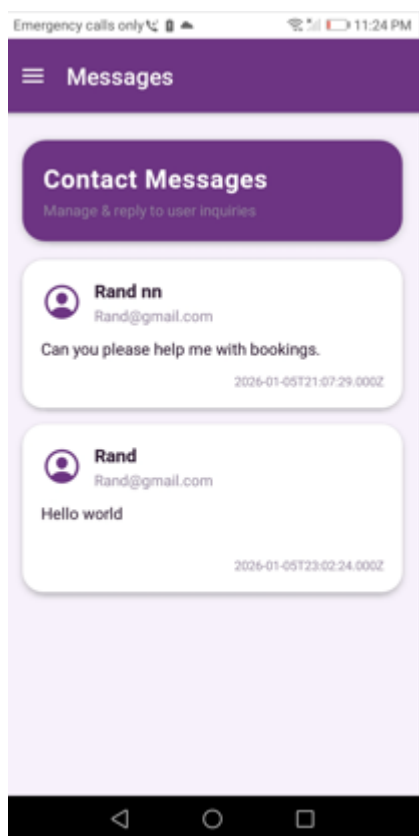 Emergency calls only
11:24 PM
Messages
Contact Messages
Manage & reply to user inquiries
Rand nn
Rand@gmail.com
Can you please help me with bookings.
2026-01-05T21:07:29.000Z
Rand
Rand@gmail.com
Hello world
2026-01-05T23:02:24.000Z